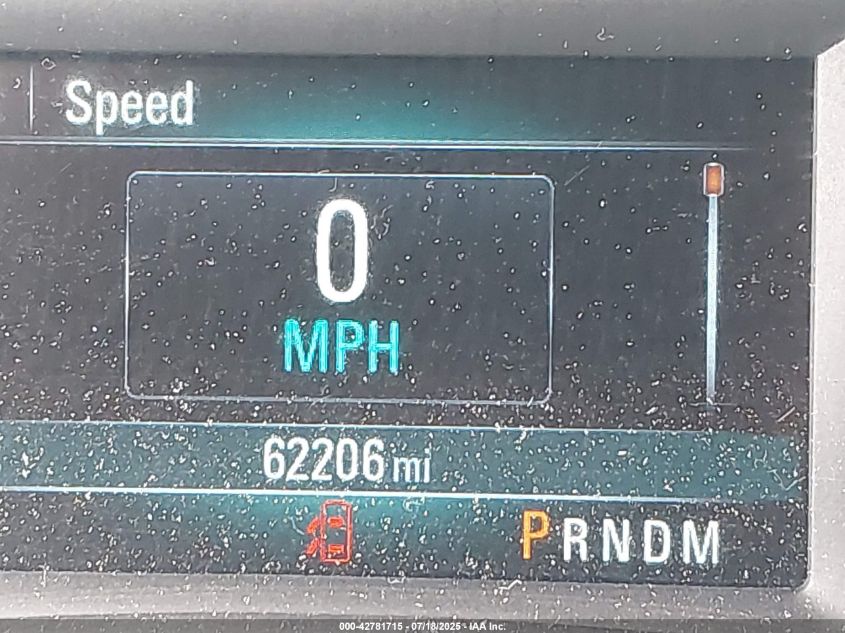 Speed
0
MPH
62206 mi
PRNDM
000-42781715 - 07/18/2025 - IAA Inc.